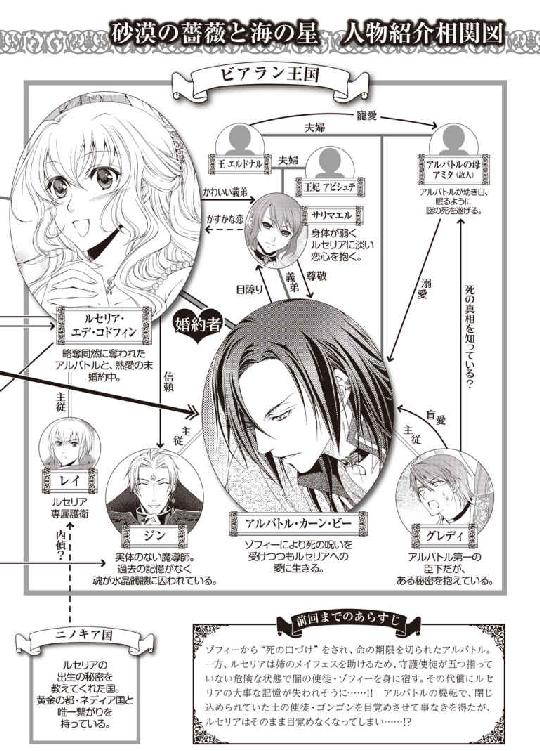 砂漠の薔薇と海の星 人物紹介相関図
ビアラン王国
寵愛
夫婦
王 エルドナル
夫婦
王妃 アビシュテ
アルバトルの母
アミタ(故人)
アルバトルが幼き日、
眠るように
謎の死を遂げる。
かわいい義弟
かすかな恋
サリマエル
身体が弱く
ルセリアに淡い
恋心を抱く。
目障り
義弟
尊敬
溺愛
死の真相を知っている?
ルセリア・
エデ・コドフィン
略奪同然に奪われた
アルバトルと、熱愛の末
婚約中。
婚約者
信頼
主従
主従
盲愛
主従
レイ
ルセリア
専属護衛
ジン
実体のない魔導師。
過去の記憶がなく
魂が水晶髑髏に囚われている。
アルバトル・カーン・ビー
ゾフィーにより死の呪いを
受けつつもルセリアへの
愛に生きる。
グレディ
アルバトル第一の
臣下だが、
ある秘密を抱えている。
内偵?
ニノキア国
ルセリアの
出生の秘密を
教えてくれた国。
黄金の都・ネディア国と
唯一繋がりを
持っている。
前回までのあらすじ
ゾフィーから“死の口づけ”をされ、命の期限を切られたアルバトル。
一方、ルセリアは姉のメイフェスを助けるため、守護使徒が五つ揃って
いない危険な状態で闇の使徒・ゾフィーを身に宿す。その代償にルセ
リアの大事な記憶が失われそうに……!! アルバトルの機転で、閉じ
込められていた土の使徒・ゴンゴンを目覚めさせて事なきを得たが、
ルセリアはそのまま目覚めなくなってしまい……!?